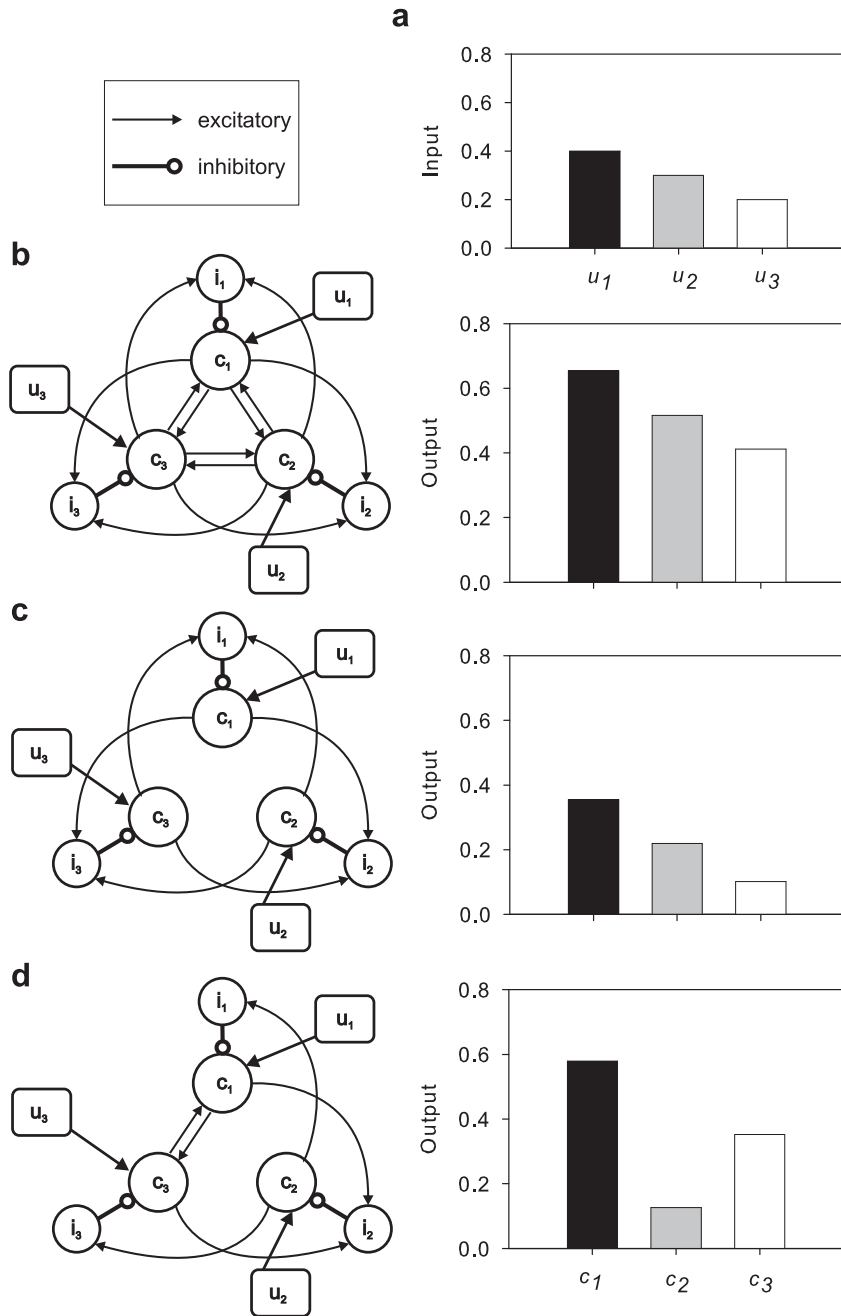 a
excitatory
inhibitory
0.8
0.6
0.4
0.2
0.0
Input
u1 u2 u3
b
i1
u1
c1
u3
c3
c2
i3
i2
u2
0.8
0.6
0.4
0.2
0.0
Output
c
i1
u1
c1
u3
c3
c2
i3
i2
u2
0.8
0.6
0.4
0.2
0.0
Output
d
i1
u1
c1
u3
c3
c2
i3
i2
u2
0.8
0.6
0.4
0.2
0.0
Output
c1 c2 c3